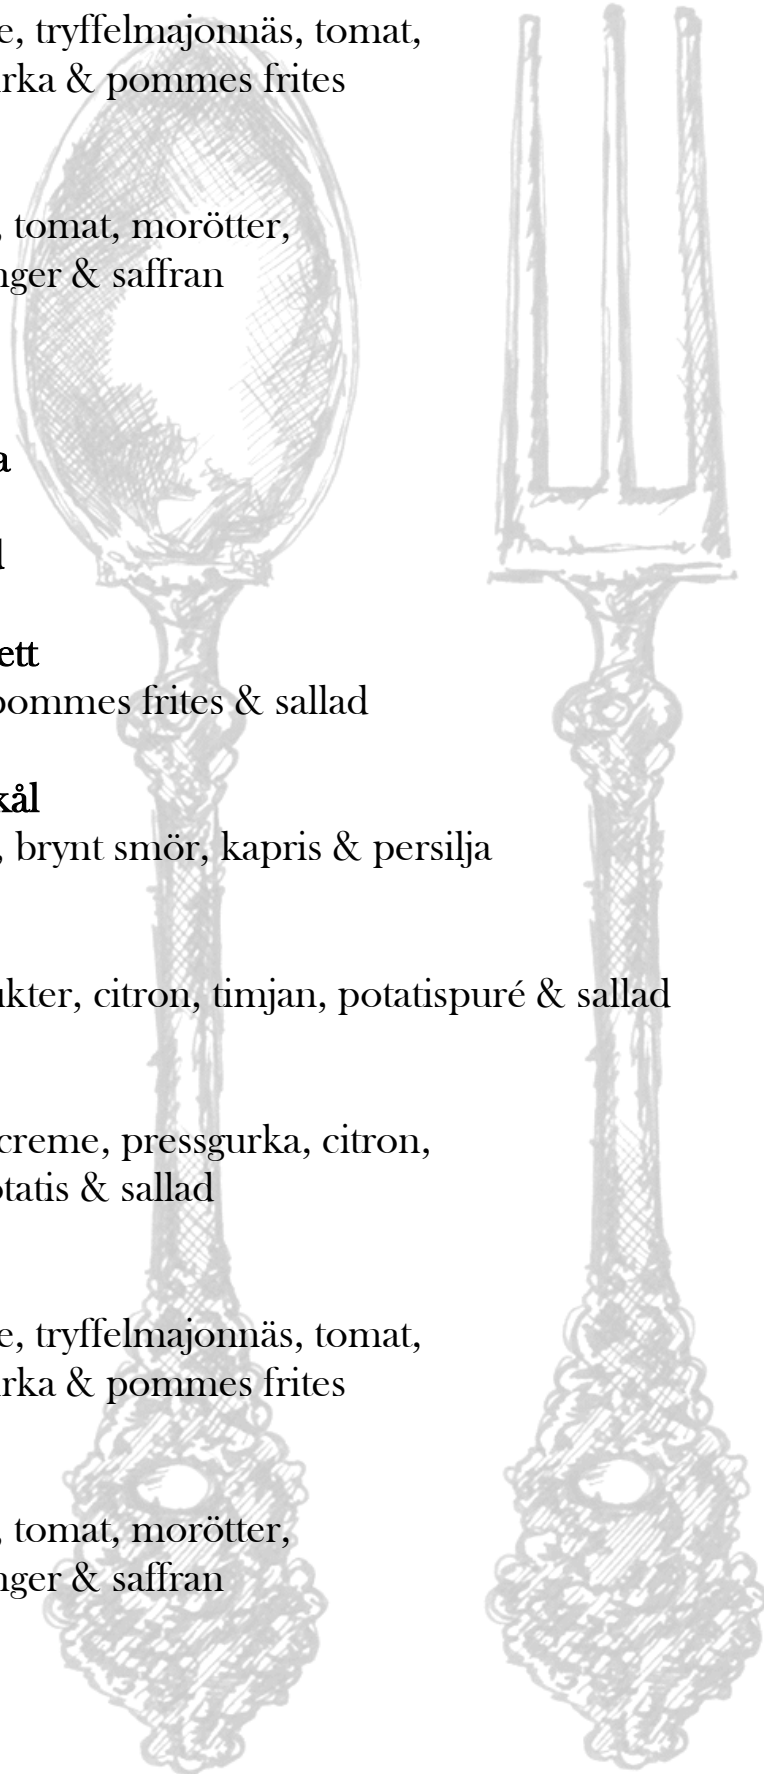 e, tryffelmajonnäs, tomat,
rka & pommes frites
, tomat, morötter,
nger & saffran
a
d
ett
pommes frites & sallad
kål
, brynt smör, kapris & persilja
ukter, citron, timjan, potatispuré & sallad
creme, pressgurka, citron,
otatis & sallad
e, tryffelmajonnäs, tomat,
rka & pommes frites
, tomat, morötter,
nger & saffran